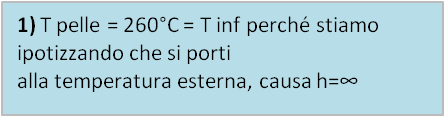 1) T pelle = 260°C = T inf perché stiamo
ipotizzando che si porti
alla temperatura esterna, causa h=∞